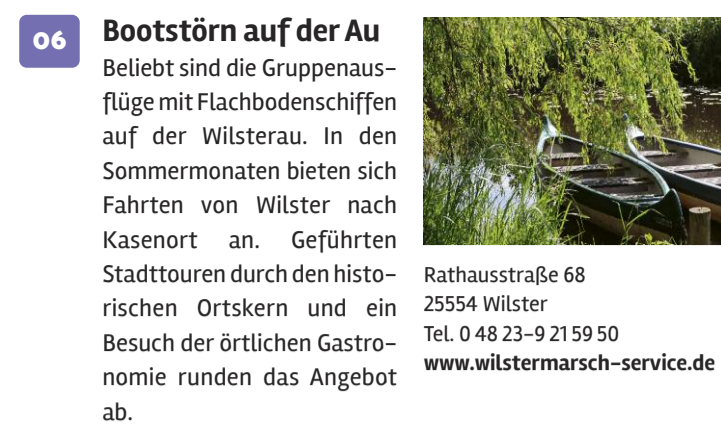 06
Bootstörn auf der Au
Beliebt sind die Gruppenaus-
flüge mit Flachbodenschiffen
auf der Wilsterau. In den
Sommermonaten bieten sich
Fahrten von Wilster nach
Kasenort an. Geführten
Stadttouren durch den histo-
rischen Ortskern und ein
Besuch der örtlichen Gastro-
nomie runden das Angebot
ab.
Rathausstraße 68
25554 Wilster
Tel. 0 48 23-9 21 59 50
www.wilstermarsch-service.de